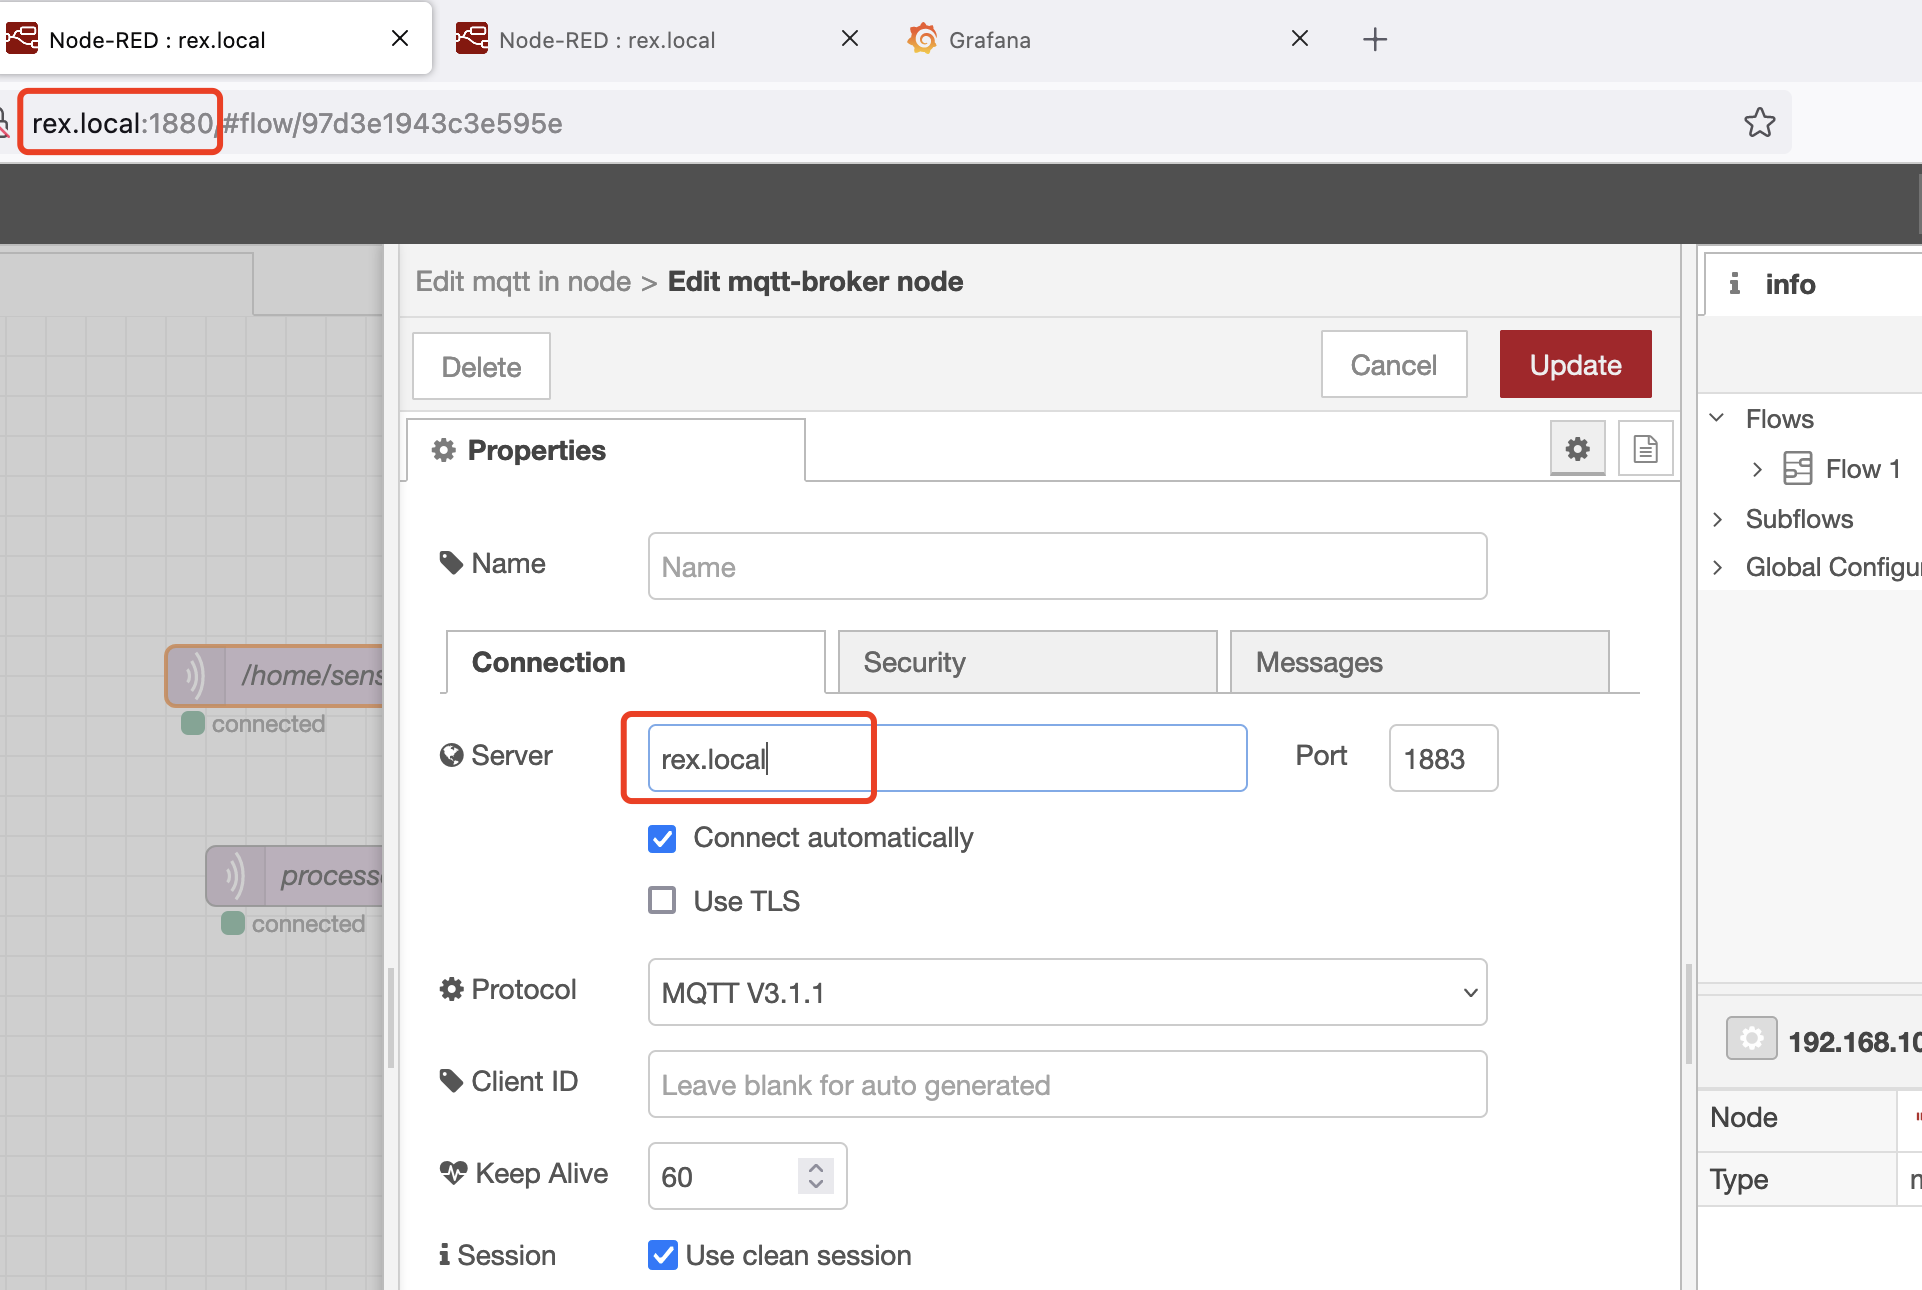 Node-RED : rex.local
Node-RED : rex.local
Grafana
rex.local:1880/#flow/97d3e1943c3e595e
Edit mqtt in node > Edit mqtt-broker node
Delete
Cancel
Update
Properties
Name
Name
Connection
Security
Messages
Server
rex.local
Port
1883
Connect automatically
Use TLS
Protocol
MQTT V3.1.1
Client ID
Leave blank for auto generated
Keep Alive
60
Session
Use clean session
/home/sens
connected
process
connected
info
Flows
Flow 1
Subflows
Global Configu
192.168.10
Node
"
Type